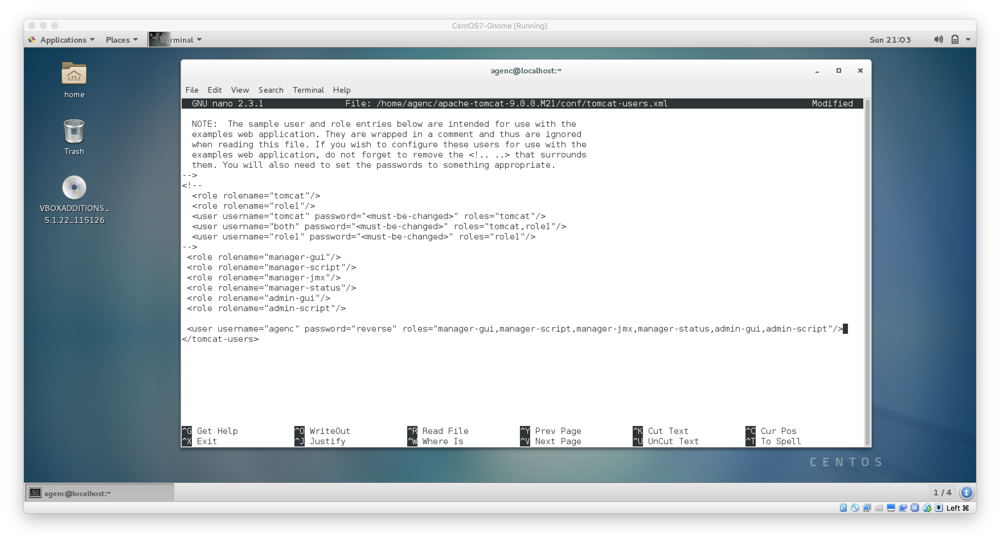 CentOS7-Gnome [Running]
Applications Places Terminal Sun 21:03
home
Trash
VBOXADDITIONS_
5.1.22_115126
agenc@localhost:~
File Edit View Search Terminal Help
GNU nano 2.3.1 File: /home/agenc/apache-tomcat-9.0.0.M21/conf/tomcat-users.xml Modified
NOTE:  The sample user and role entries below are intended for use with the
examples web application. They are wrapped in a comment and thus are ignored
when reading this file. If you wish to configure these users for use with the
examples web application, do not forget to remove the <!.. ..> that surrounds
them. You will also need to set the passwords to something appropriate.
-->
<!--
<role rolename="tomcat"/>
<role rolename="role1"/>
<user username="tomcat" password="<must-be-changed>" roles="tomcat"/>
<user username="both" password="<must-be-changed>" roles="tomcat,role1"/>
<user username="role1" password="<must-be-changed>" roles="role1"/>
-->
<role rolename="manager-gui"/>
<role rolename="manager-script"/>
<role rolename="manager-jmx"/>
<role rolename="manager-status"/>
<role rolename="admin-gui"/>
<role rolename="admin-script"/>
<user username="agenc" password="reverse" roles="manager-gui,manager-script,manager-jmx,manager-status,admin-gui,admin-script"/>
</tomcat-users>
^G Get Help ^O WriteOut ^R Read File ^Y Prev Page ^K Cut Text ^C Cur Pos
^X Exit ^J Justify ^W Where Is ^V Next Page ^U UnCut Text ^T To Spell
CENTOS
agenc@localhost:~ 1 / 4 1
Left ⌘